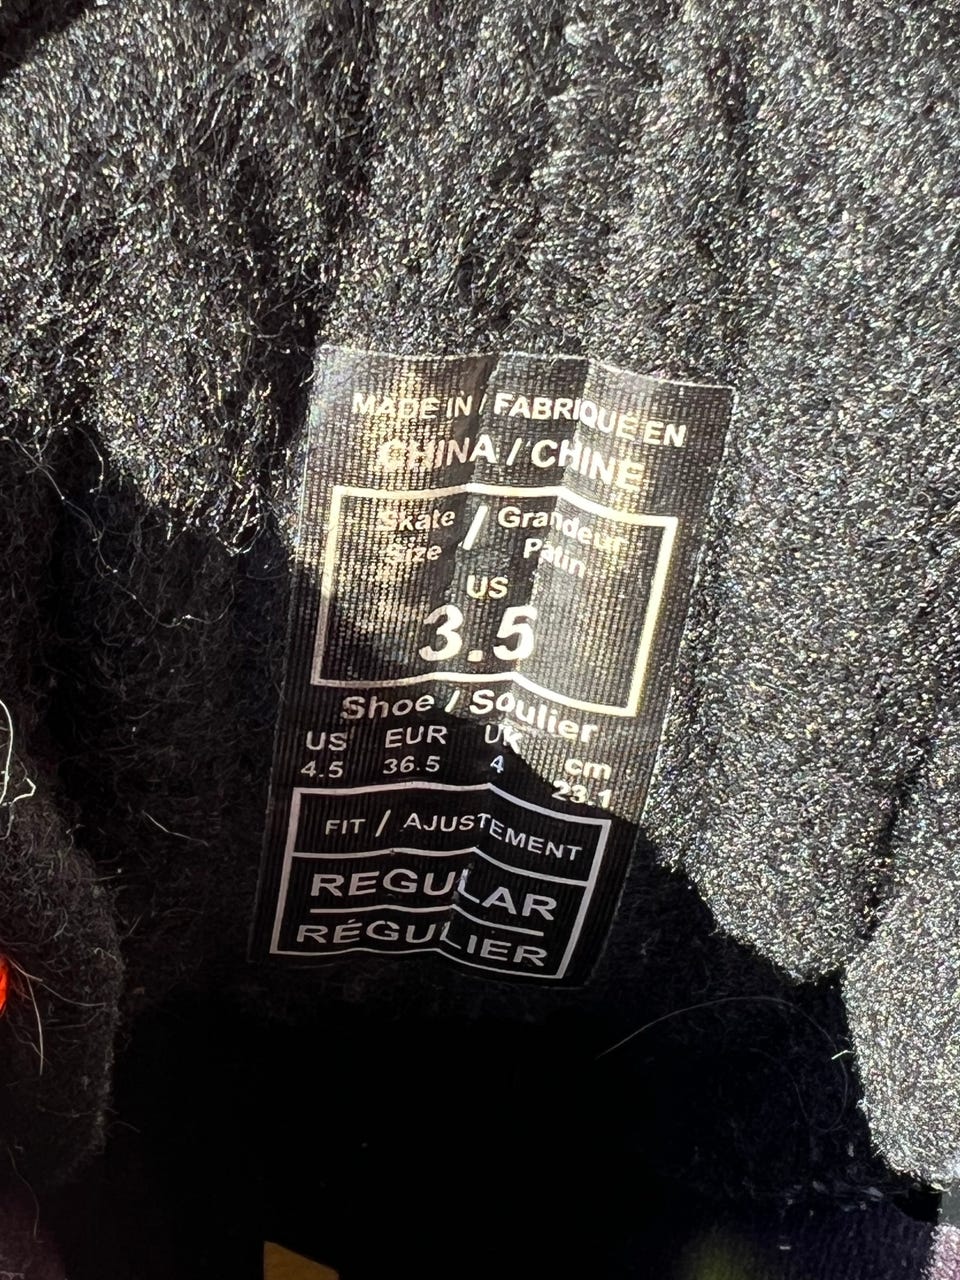 MADE IN / FABRIQUÉ EN
CHINA / CHINE
Skate Size / Grandeur Patin
US
3.5
Shoe / Soulier
US EUR UK cm
4.5 36.5 4 23.1
FIT / AJUSTEMENT
REGULAR
RÉGULIER